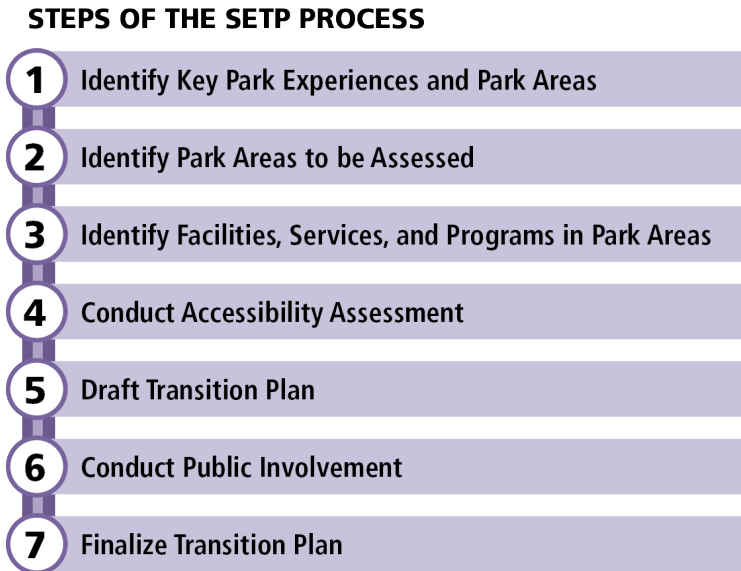 STEPS OF THE SETP PROCESS
1 Identify Key Park Experiences and Park Areas
2 Identify Park Areas to be Assessed
3 Identify Facilities, Services, and Programs in Park Areas
4 Conduct Accessibility Assessment
5 Draft Transition Plan
6 Conduct Public Involvement
7 Finalize Transition Plan